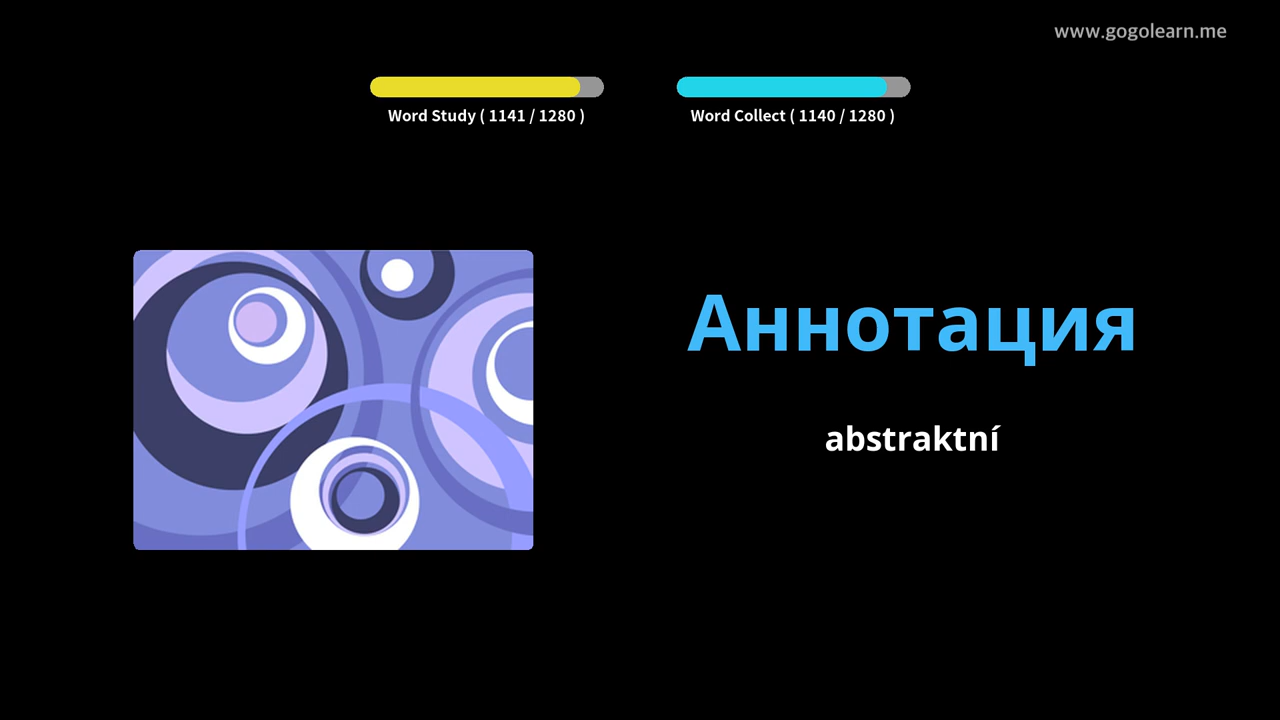 www.gogolearn.me
Word Study ( 1141 / 1280 )
Word Collect ( 1140 / 1280 )
Аннотация
abstraktní